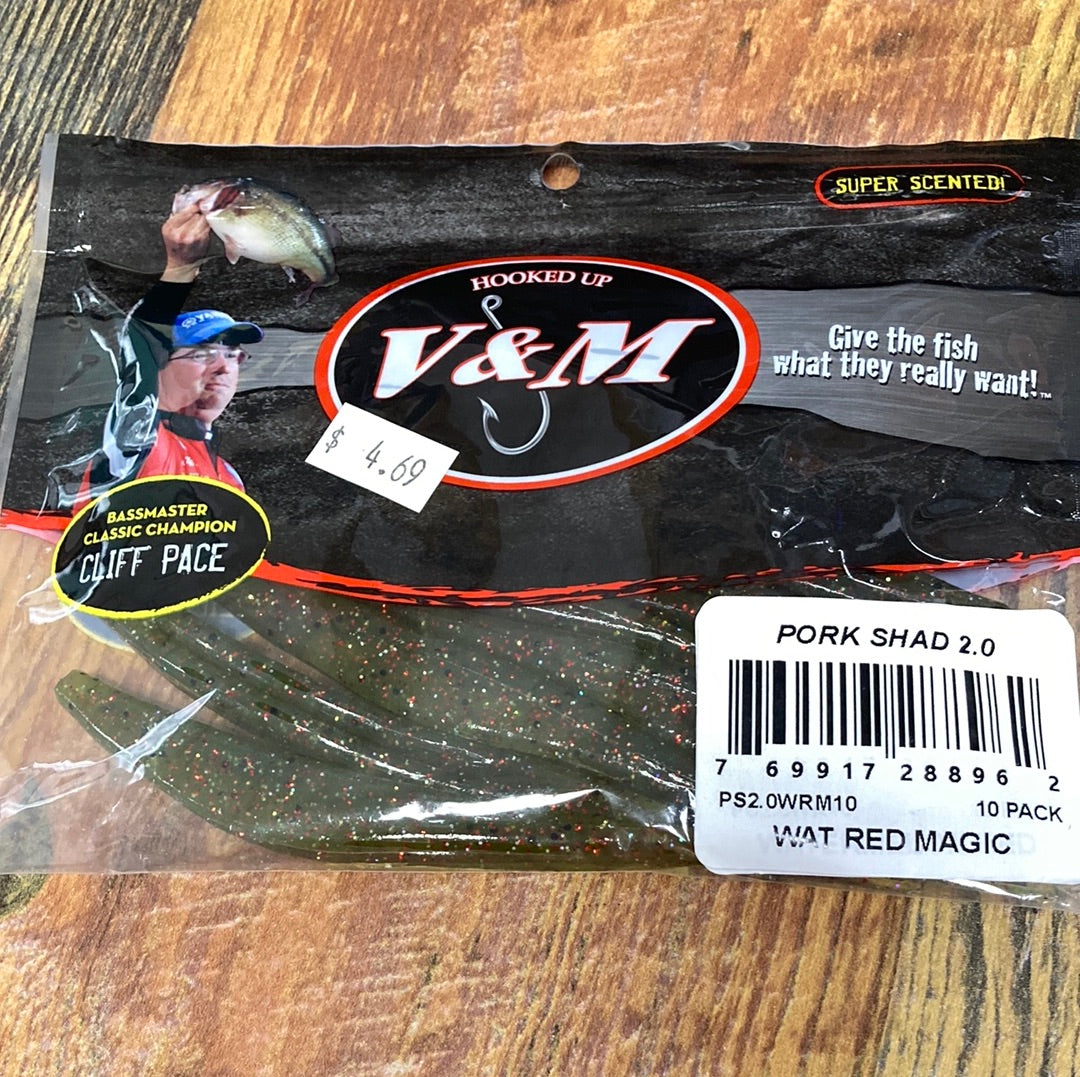 SUPER SCENTED!
HOOKED UP
V&M
Give the fish
what they really want!™
$ 4.69
BASSMASTER
CLASSIC CHAMPION
CLIFF PACE
PORK SHAD 2.0
7 69917 28896 2
PS2.0WRM10 10 PACK
WAT RED MAGIC